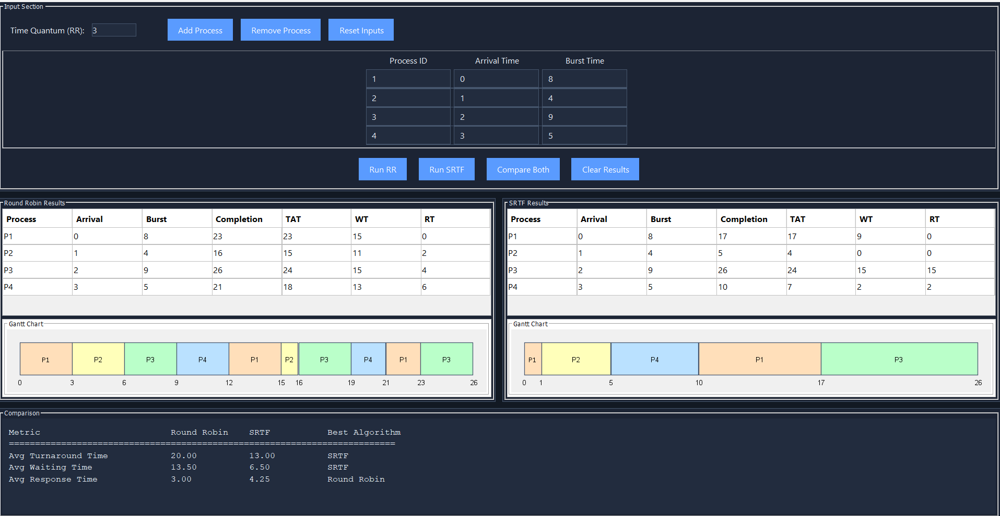 Input Section
Time Quantum (RR): 3 Add Process Remove Process Reset Inputs
Process ID Arrival Time Burst Time
1 0 8
2 1 4
3 2 9
4 3 5
Run RR Run SRTF Compare Both Clear Results
Round Robin Results
Process Arrival Burst Completion TAT WT RT
P1 0 8 23 23 15 0
P2 1 4 16 15 11 2
P3 2 9 26 24 15 4
P4 3 5 21 18 13 6
Gantt Chart
P1 P2 P3 P4 P1 P2 P3 P4 P1 P3
0 3 6 9 12 15 16 19 21 23 26
SRTF Results
Process Arrival Burst Completion TAT WT RT
P1 0 8 17 17 9 0
P2 1 4 5 4 0 0
P3 2 9 26 24 15 15
P4 3 5 10 7 2 2
Gantt Chart
P1 P2 P4 P1 P3
0 1 5 10 17 26
Comparison
Metric Round Robin SRTF Best Algorithm
==========================================================================
Avg Turnaround Time 20.00 13.00 SRTF
Avg Waiting Time 13.50 6.50 SRTF
Avg Response Time 3.00 4.25 Round Robin